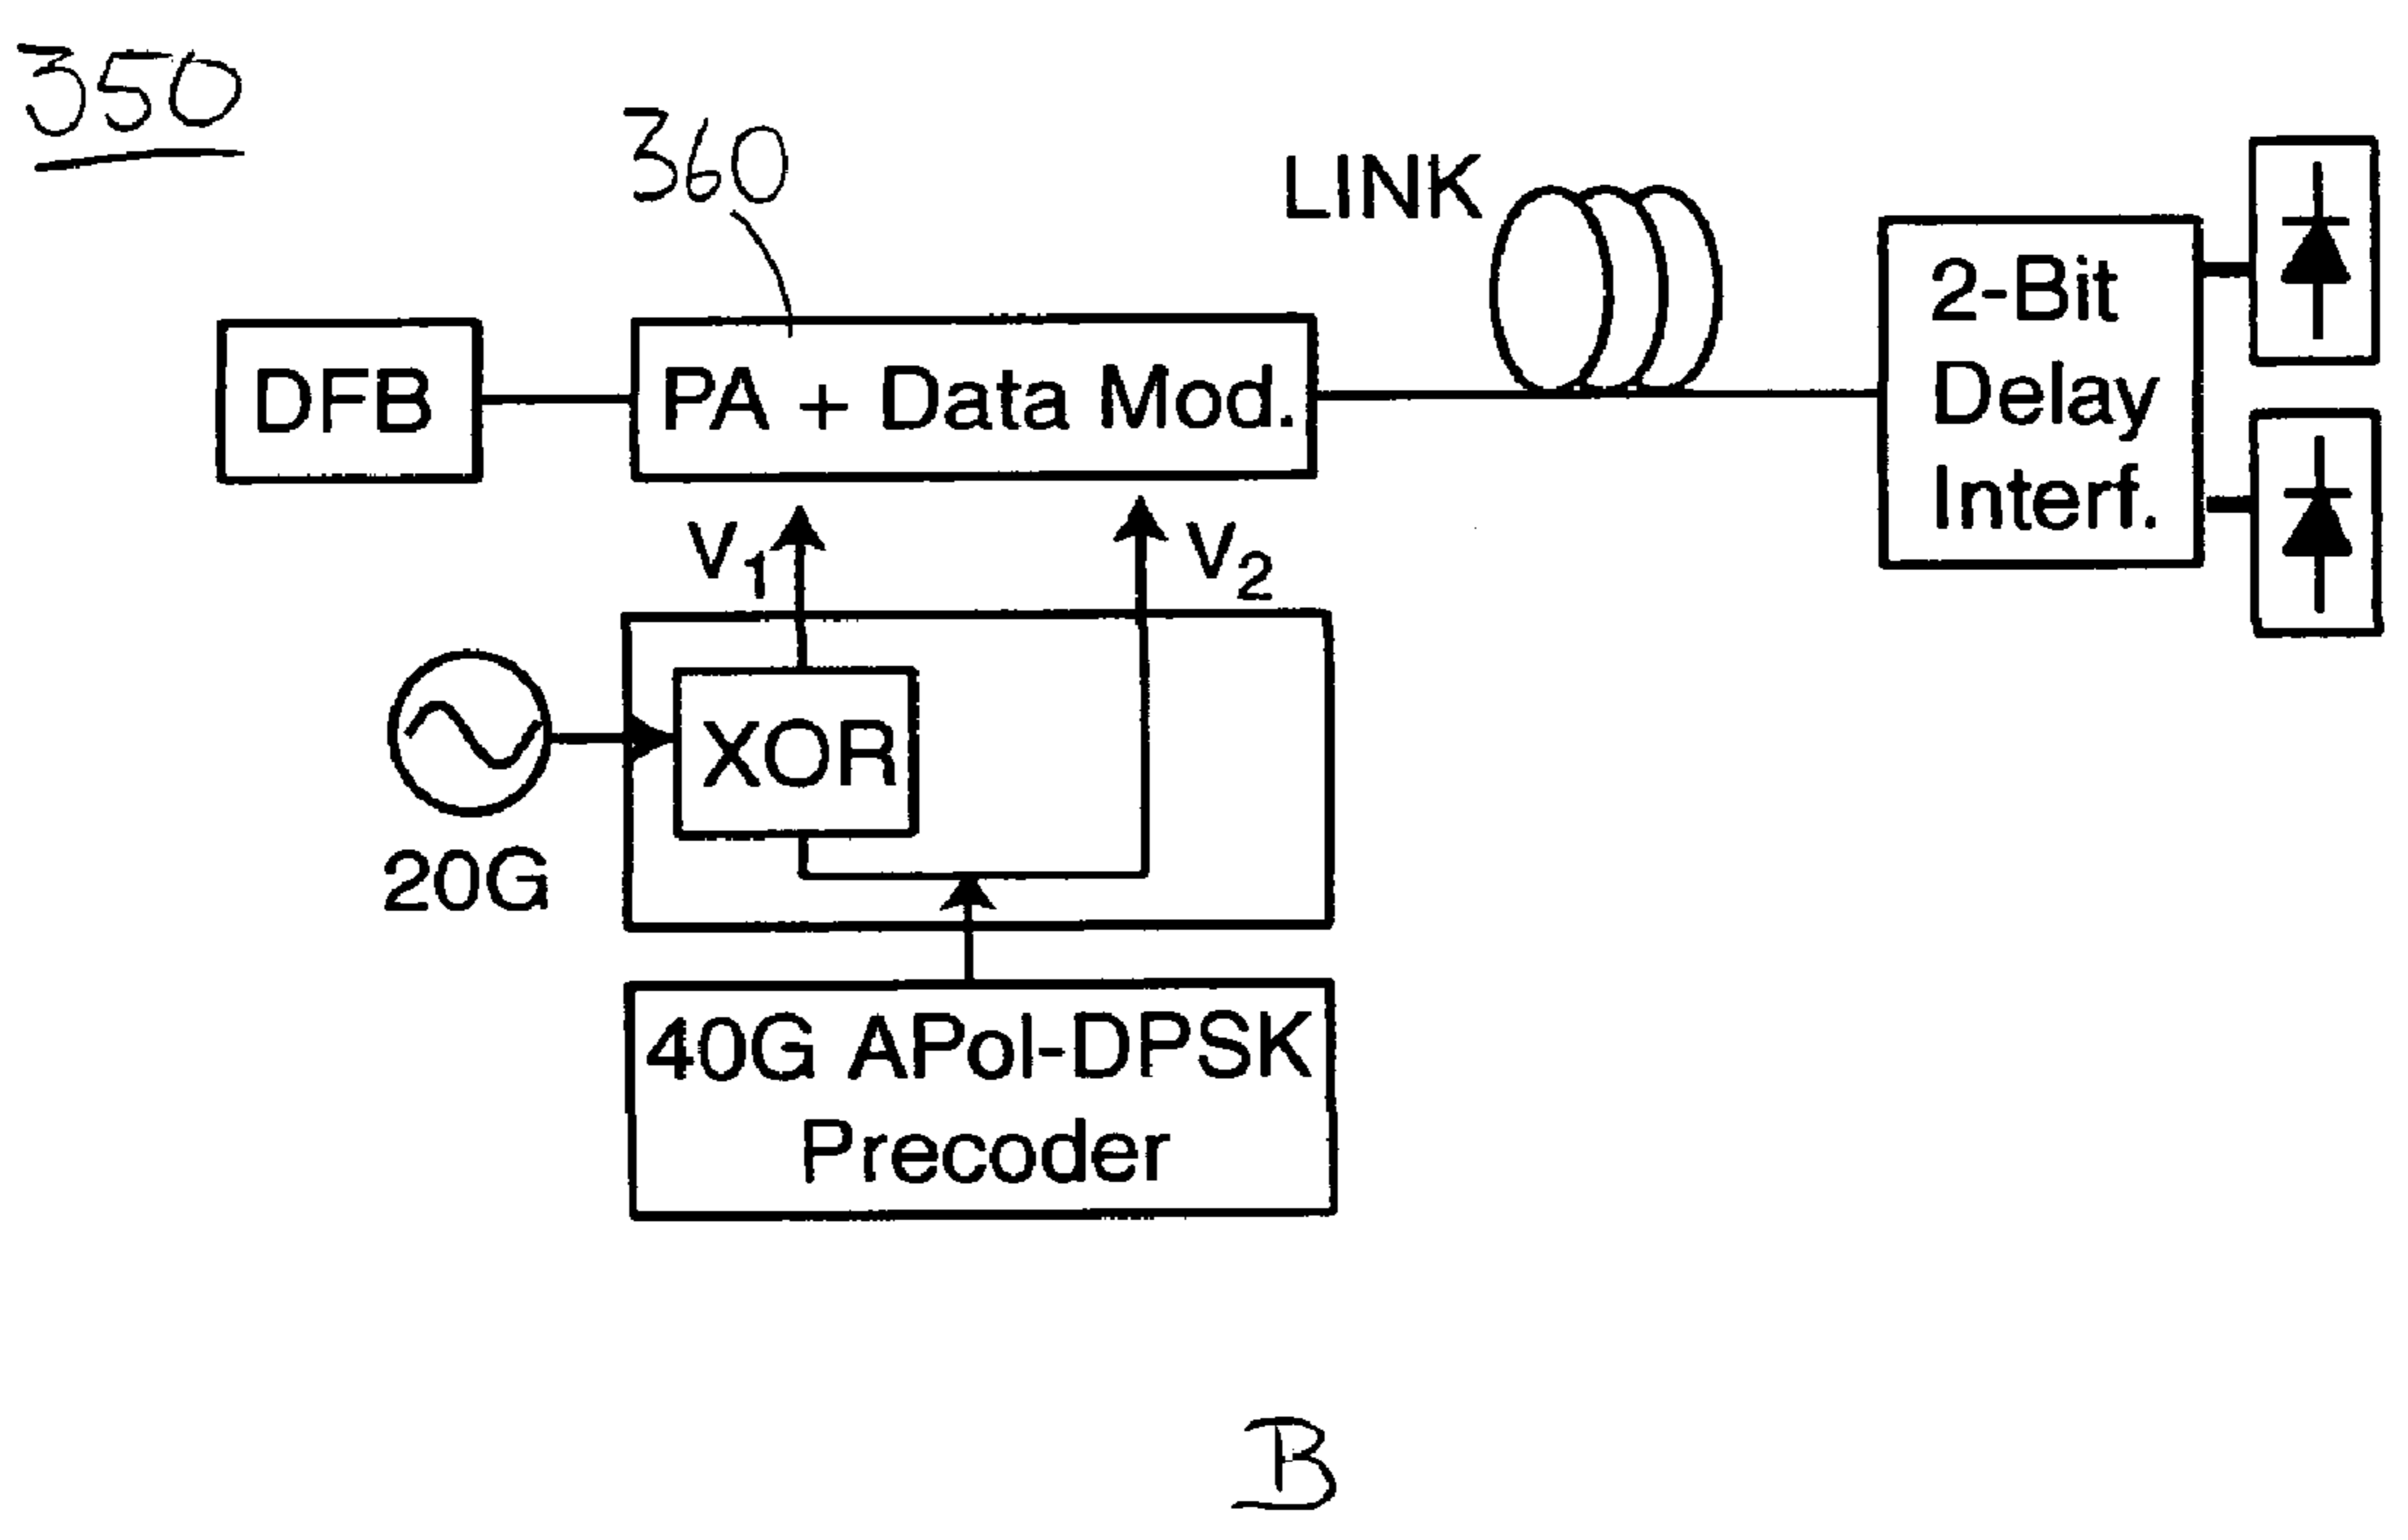 350
360
LINK
DFB
PA + Data Mod.
2-Bit
Delay
Interf.
V1
V2
XOR
20G
40G APol-DPSK
Precoder
B